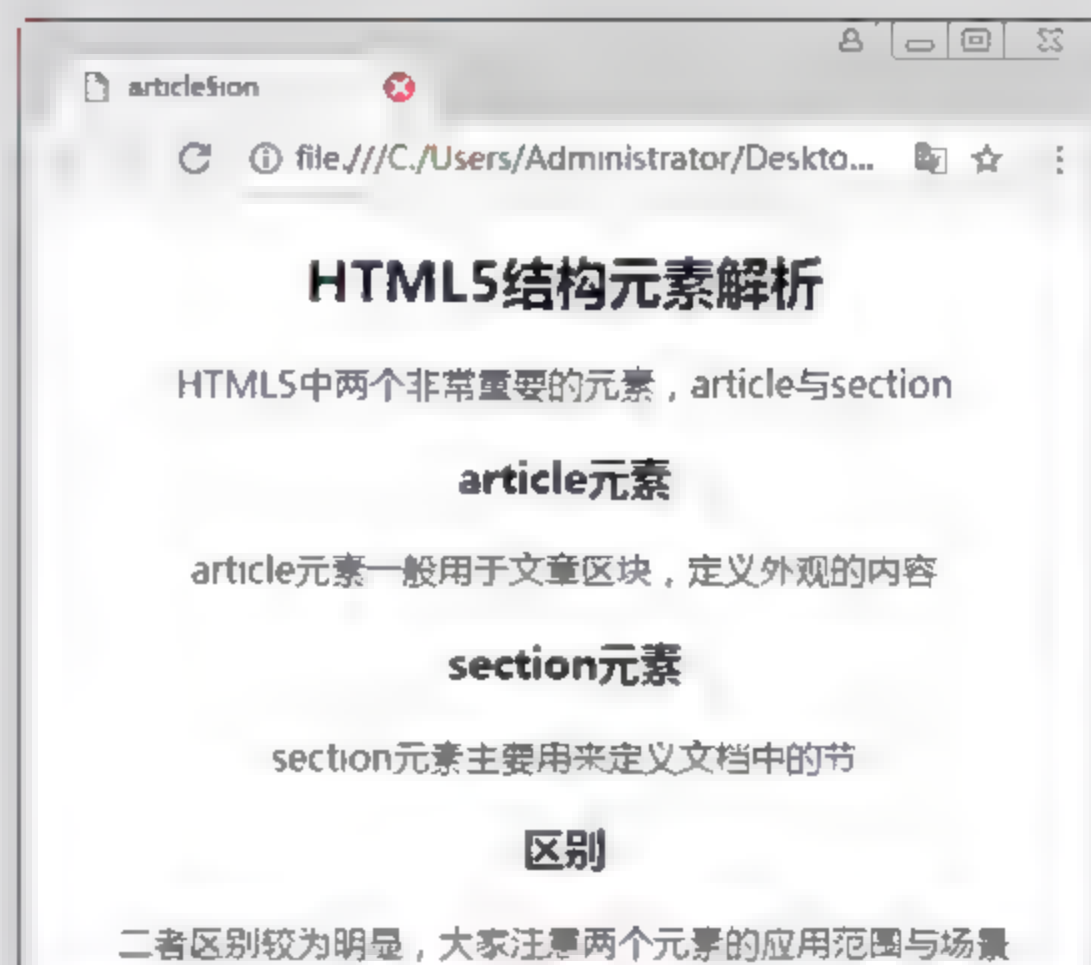 file:///C:/Users/Administrator/Deskto...
HTML5结构元素解析
HTML5中两个非常重要的元素，article与section
article元素
article元素一般用于文章区块，定义外观的内容
section元素
section元素主要用来定义文档中的节
区别
二者区别较为明显，大家注意两个元素的应用范围与场景